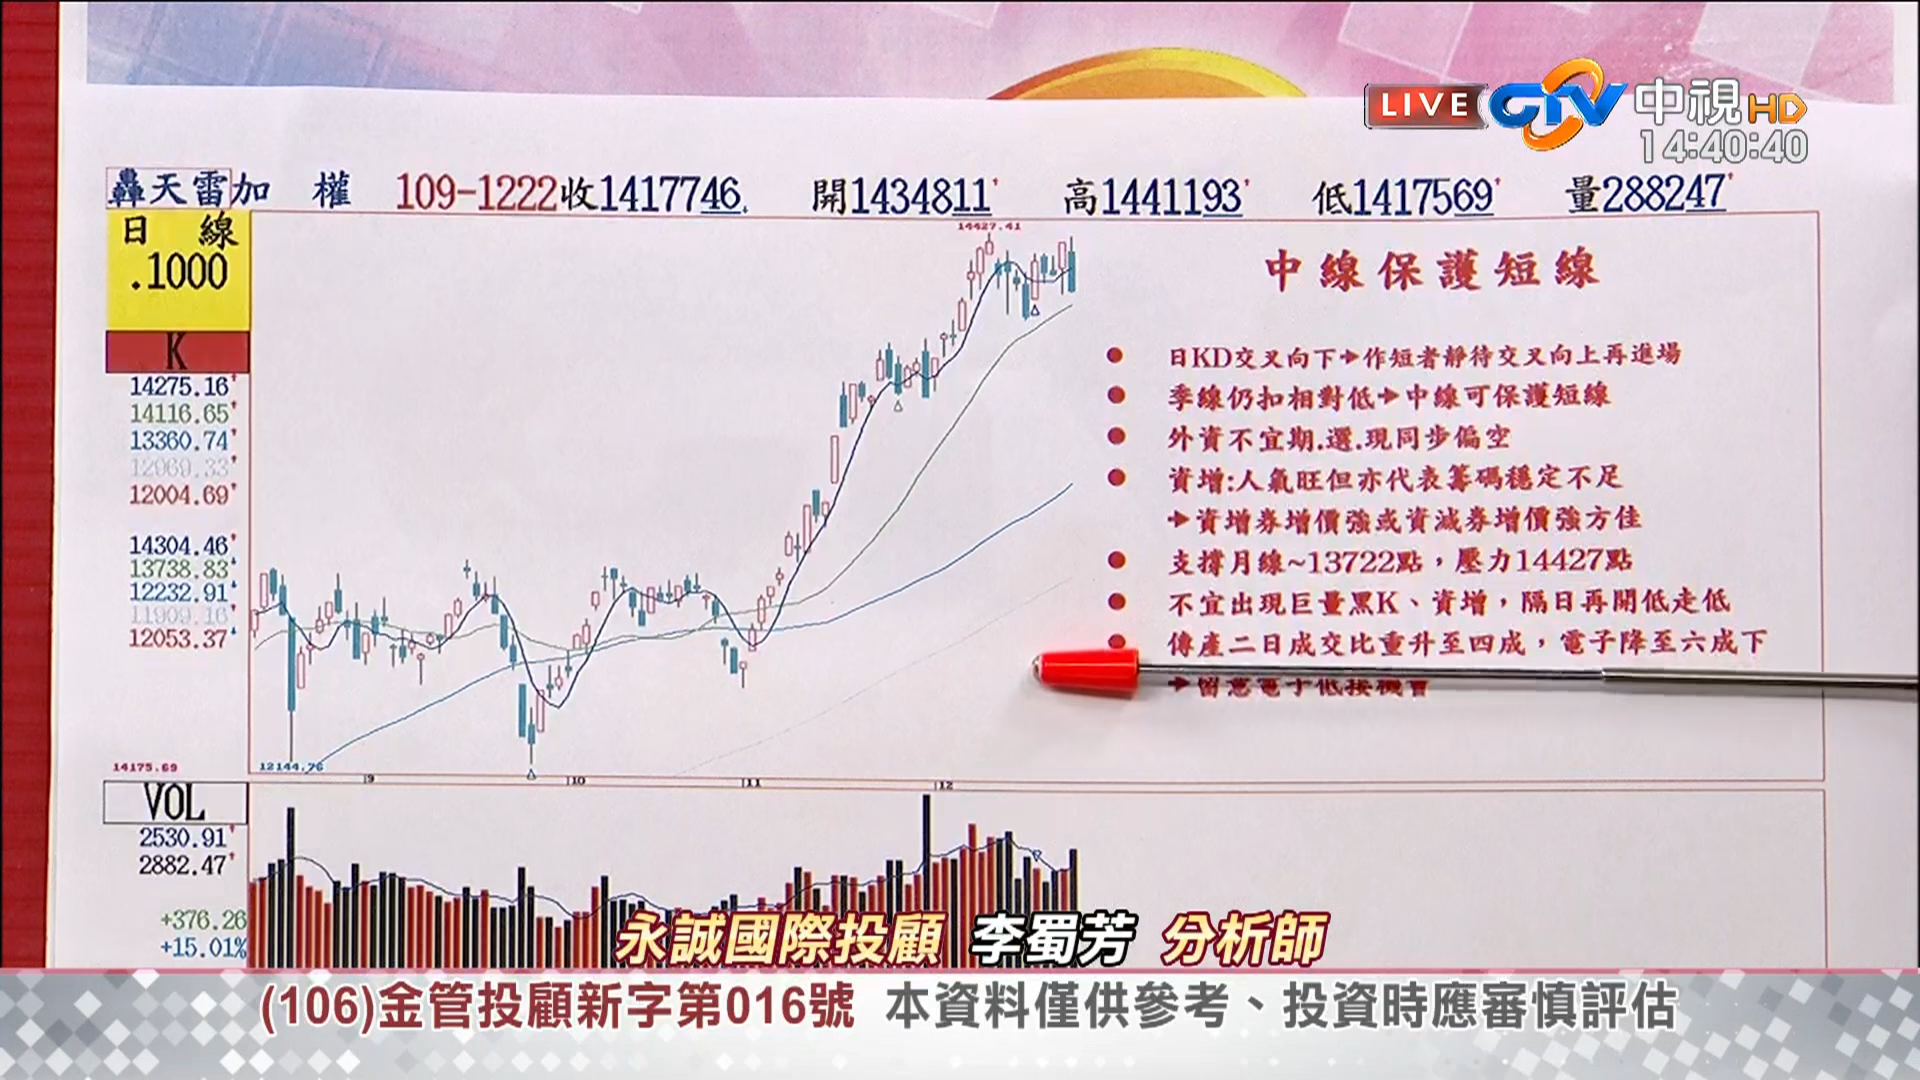 LIVE CTV 中視HD
14:40:40
轟天雷加 權 109-1222收1417746 開1434811 高1441193 低1417569 量288247
日 線
.1000
K
14275.16
14116.65
13360.74
12969.33
12004.69
14304.46
13738.83
12232.91
11909.16
12053.37
14427.41
14175.69
12144.76
9 10 11 12
中線保護短線
● 日KD交叉向下→作短者靜待交叉向上再進場
● 季線仍扣相對低→中線可保護短線
● 外資不宜期.選.現同步偏空
● 資增:人氣旺但亦代表籌碼穩定不足
→資增券增價強或資減券增價強方佳
● 支撐月線~13722點，壓力14427點
● 不宜出現巨量黑K、資增，隔日再開低走低
● 傳產二日成交比重升至四成，電子降至六成下
→留意電子低接機會
VOL
2530.91
2882.47
+376.26
+15.01%
永誠國際投顧 李蜀芳 分析師
(106)金管投顧新字第016號 本資料僅供參考、投資時應審慎評估